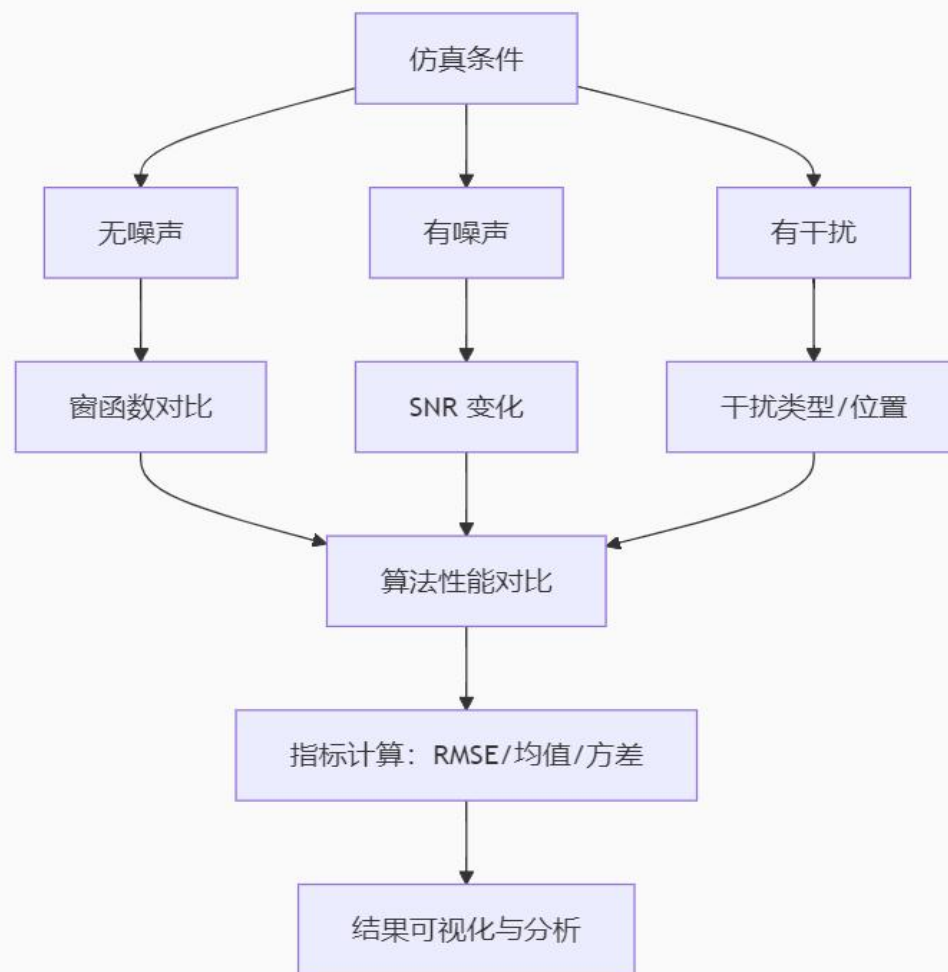 仿真条件
无噪声
有噪声
有干扰
窗函数对比
SNR 变化
干扰类型/位置
算法性能对比
指标计算：RMSE/均值/方差
结果可视化与分析